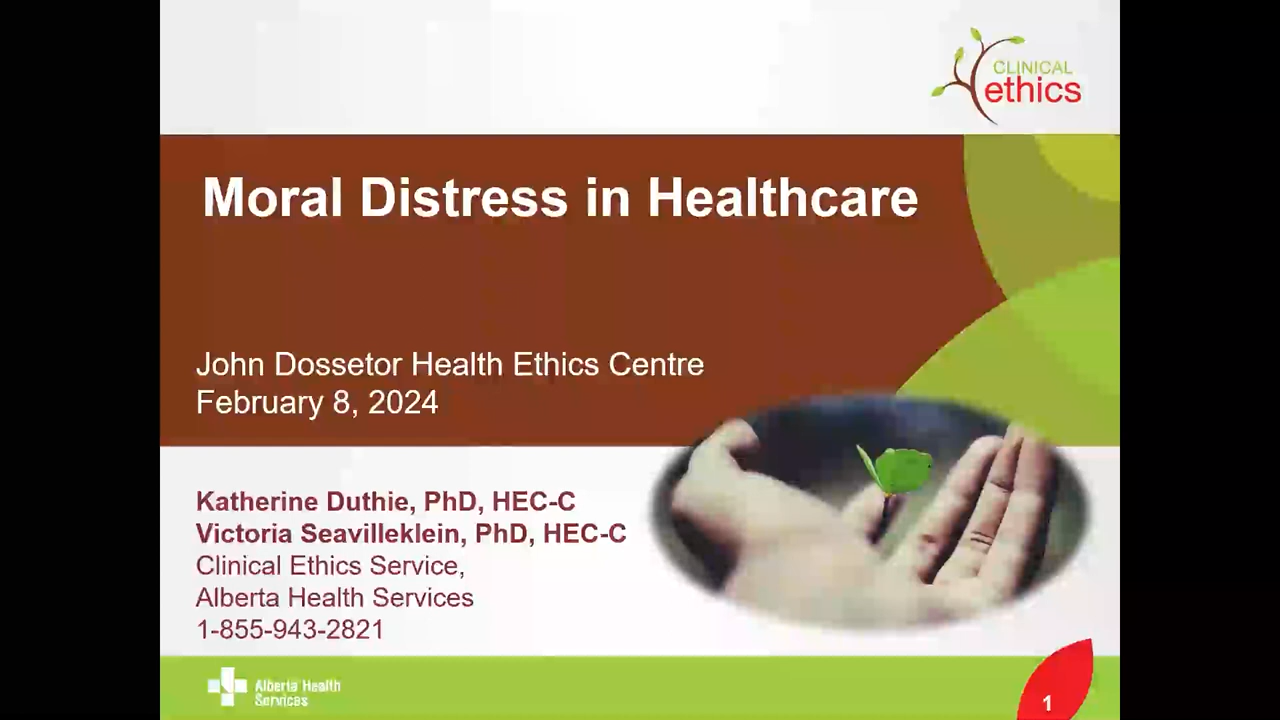 CLINICAL
ethics
Moral Distress in Healthcare
John Dossetor Health Ethics Centre
February 8, 2024
Katherine Duthie, PhD, HEC-C
Victoria Seavilleklein, PhD, HEC-C
Clinical Ethics Service,
Alberta Health Services
1-855-943-2821
Alberta Health
Services
1